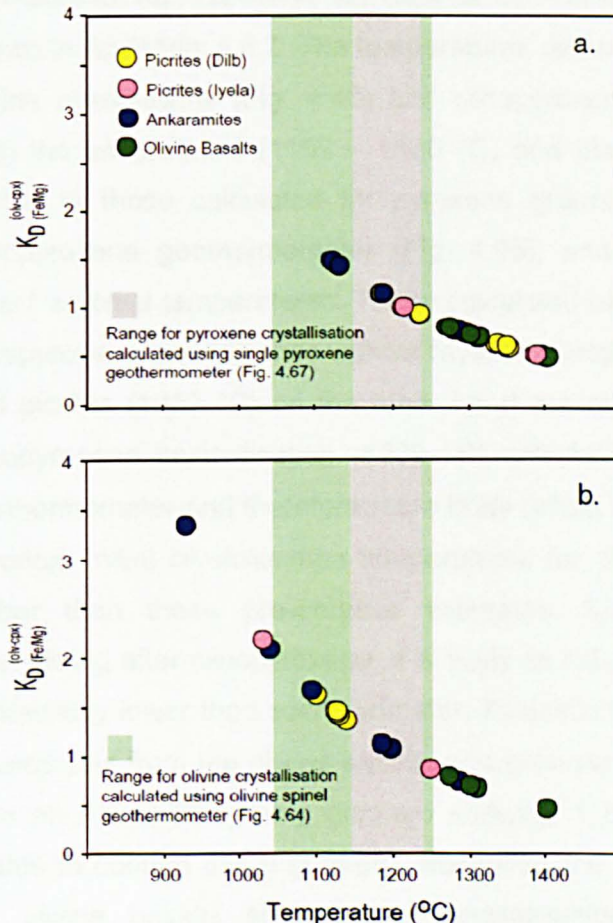 4
a.
Picrites (Dilb)
Picrites (Iyela)
Ankaramites
Olivine Basalts
3
2
1
0
K D (olv-cpx) (Fe/Mg)
Range for pyroxene crystallisation
calculated using single pyroxene
geothermometer (Fig. 4.67)
4
b.
3
2
1
0
K D (olv-cpx) (Fe/Mg)
Range for olivine crystallisation
calculated using olivine spinel
geothermometer (Fig. 4.64)
900 1000 1100 1200 1300 1400
Temperature (°C)